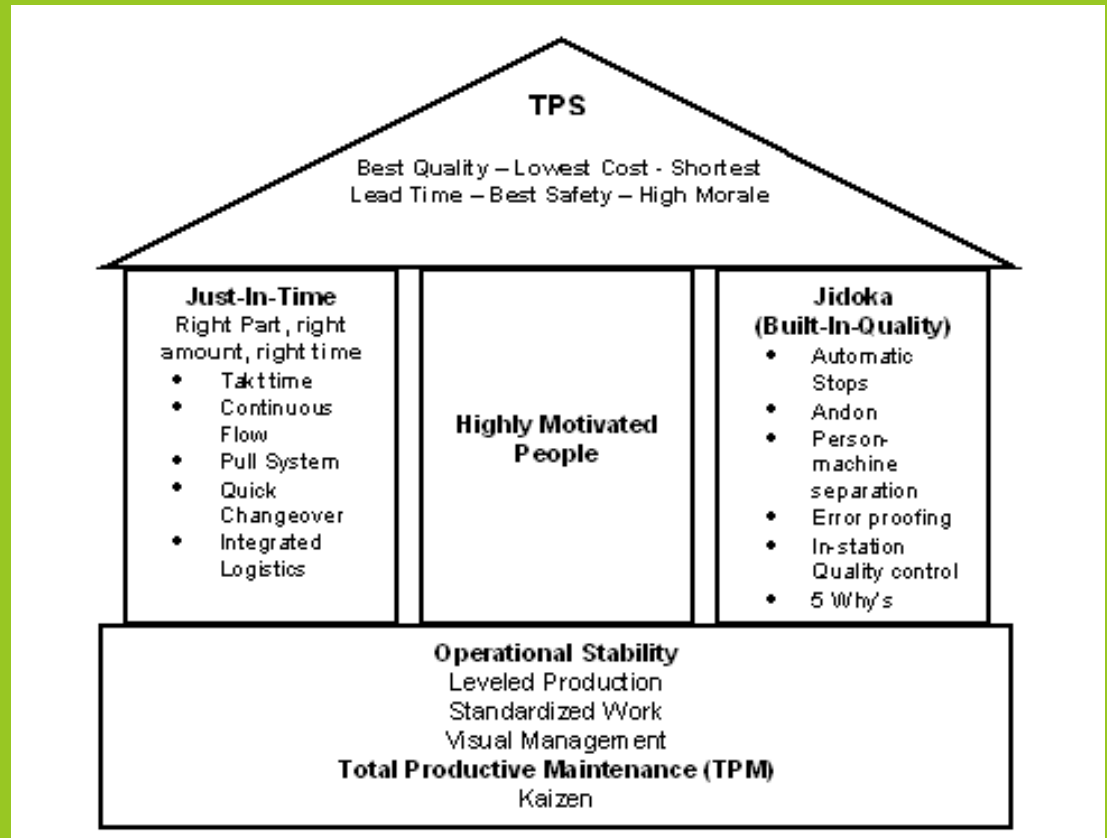 TPS
Best Quality – Lowest Cost - Shortest
Lead Time – Best Safety – High Morale
Just-In-Time
Right Part, right
amount, right time
• Takt time
• Continuous
Flow
• Pull System
• Quick
Changeover
• Integrated
Logistics
Highly Motivated
People
Jidoka
(Built-In-Quality)
• Automatic
Stops
• Andon
• Person-
machine
separation
• Error proofing
• In-station
Quality control
• 5 Why's
Operational Stability
Leveled Production
Standardized Work
Visual Management
Total Productive Maintenance (TPM)
Kaizen